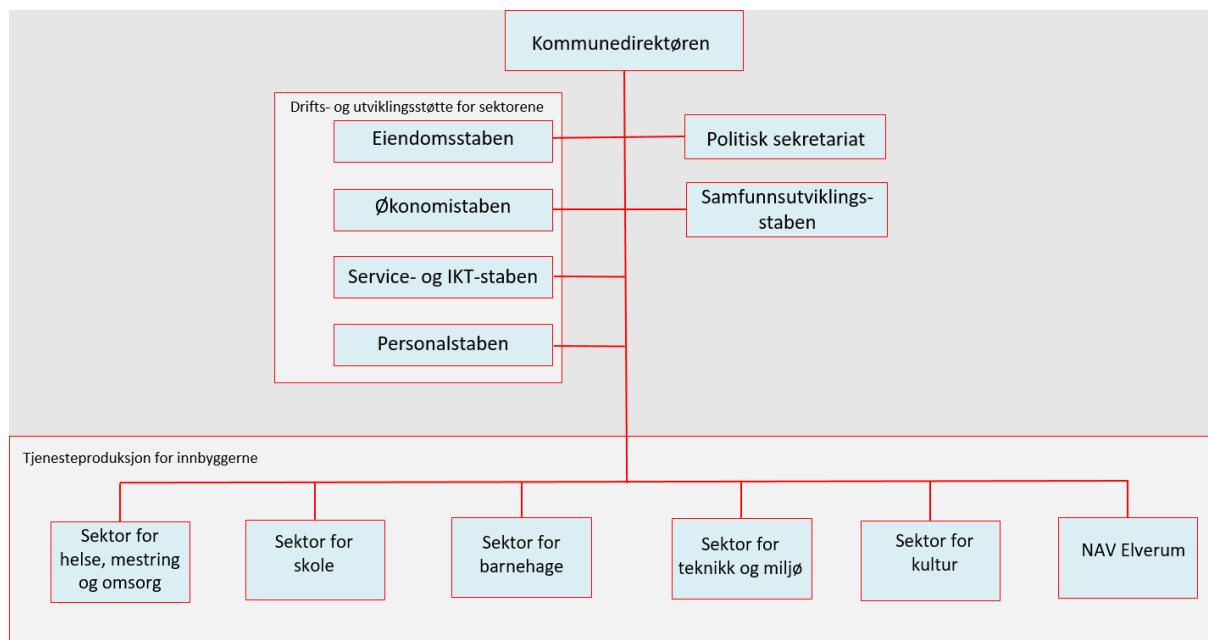 Kommunedirektøren
Drifts- og utviklingsstøtte for sektorene
Eiendomsstaben
Politisk sekretariat
Økonomistaben
Samfunnsutviklings-
staben
Service- og IKT-staben
Personalstaben
Tjenesteproduksjon for innbyggerne
Sektor for
helse, mestring
og omsorg
Sektor for
skole
Sektor for
barnehage
Sektor for
teknikk og miljø
Sektor for
kultur
NAV Elverum